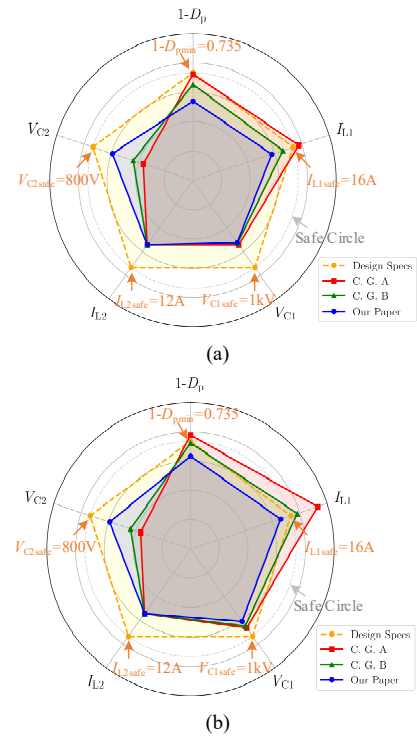 1-Dp
1-Dpmin=0.735
VC2
IL1
VC2safe=800V
IL1safe=16A
Safe Circle
Design Specs
C. G. A
C. G. B
Our Paper
IL2safe=12A
VC1safe=1kV
IL2
VC1
(a)
1-Dp
1-Dpmin=0.735
VC2
IL1
VC2safe=800V
IL1safe=16A
Safe Circle
Design Specs
C. G. A
C. G. B
Our Paper
IL2safe=12A
VC1safe=1kV
IL2
VC1
(b)